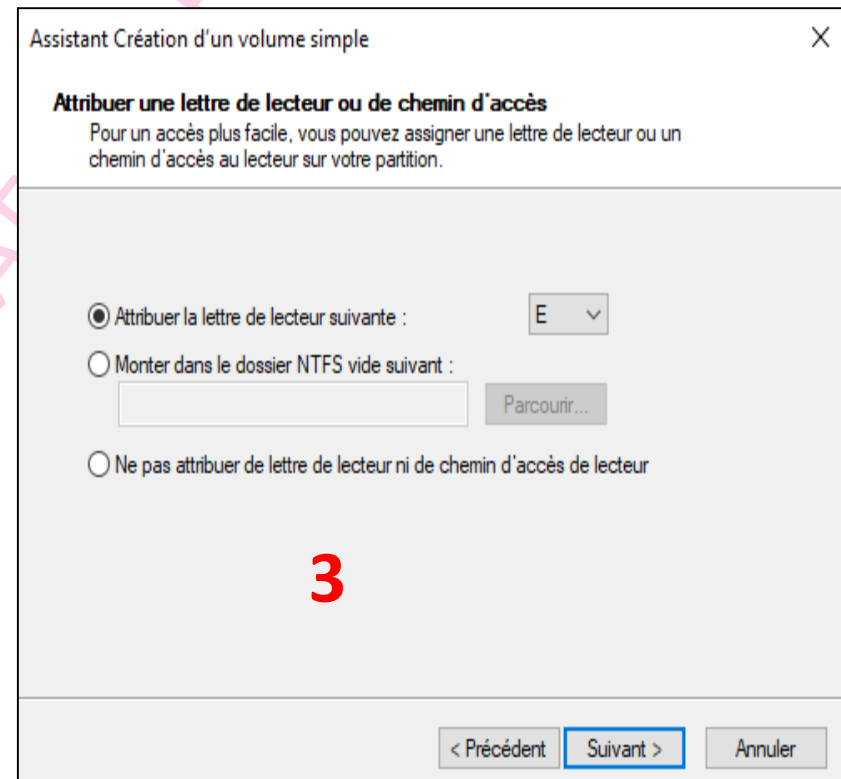 Assistant Création d'un volume simple
Attribuer une lettre de lecteur ou de chemin d'accès
Pour un accès plus facile, vous pouvez assigner une lettre de lecteur ou un
chemin d'accès au lecteur sur votre partition.
Attribuer la lettre de lecteur suivante : E
Monter dans le dossier NTFS vide suivant :
Parcourir...
Ne pas attribuer de lettre de lecteur ni de chemin d'accès de lecteur
3
< Précédent Suivant > Annuler